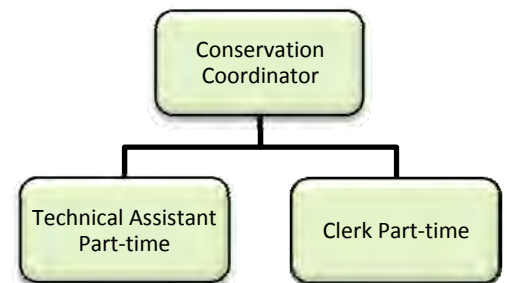 Conservation
Coordinator
Technical Assistant
Part-time
Clerk Part-time